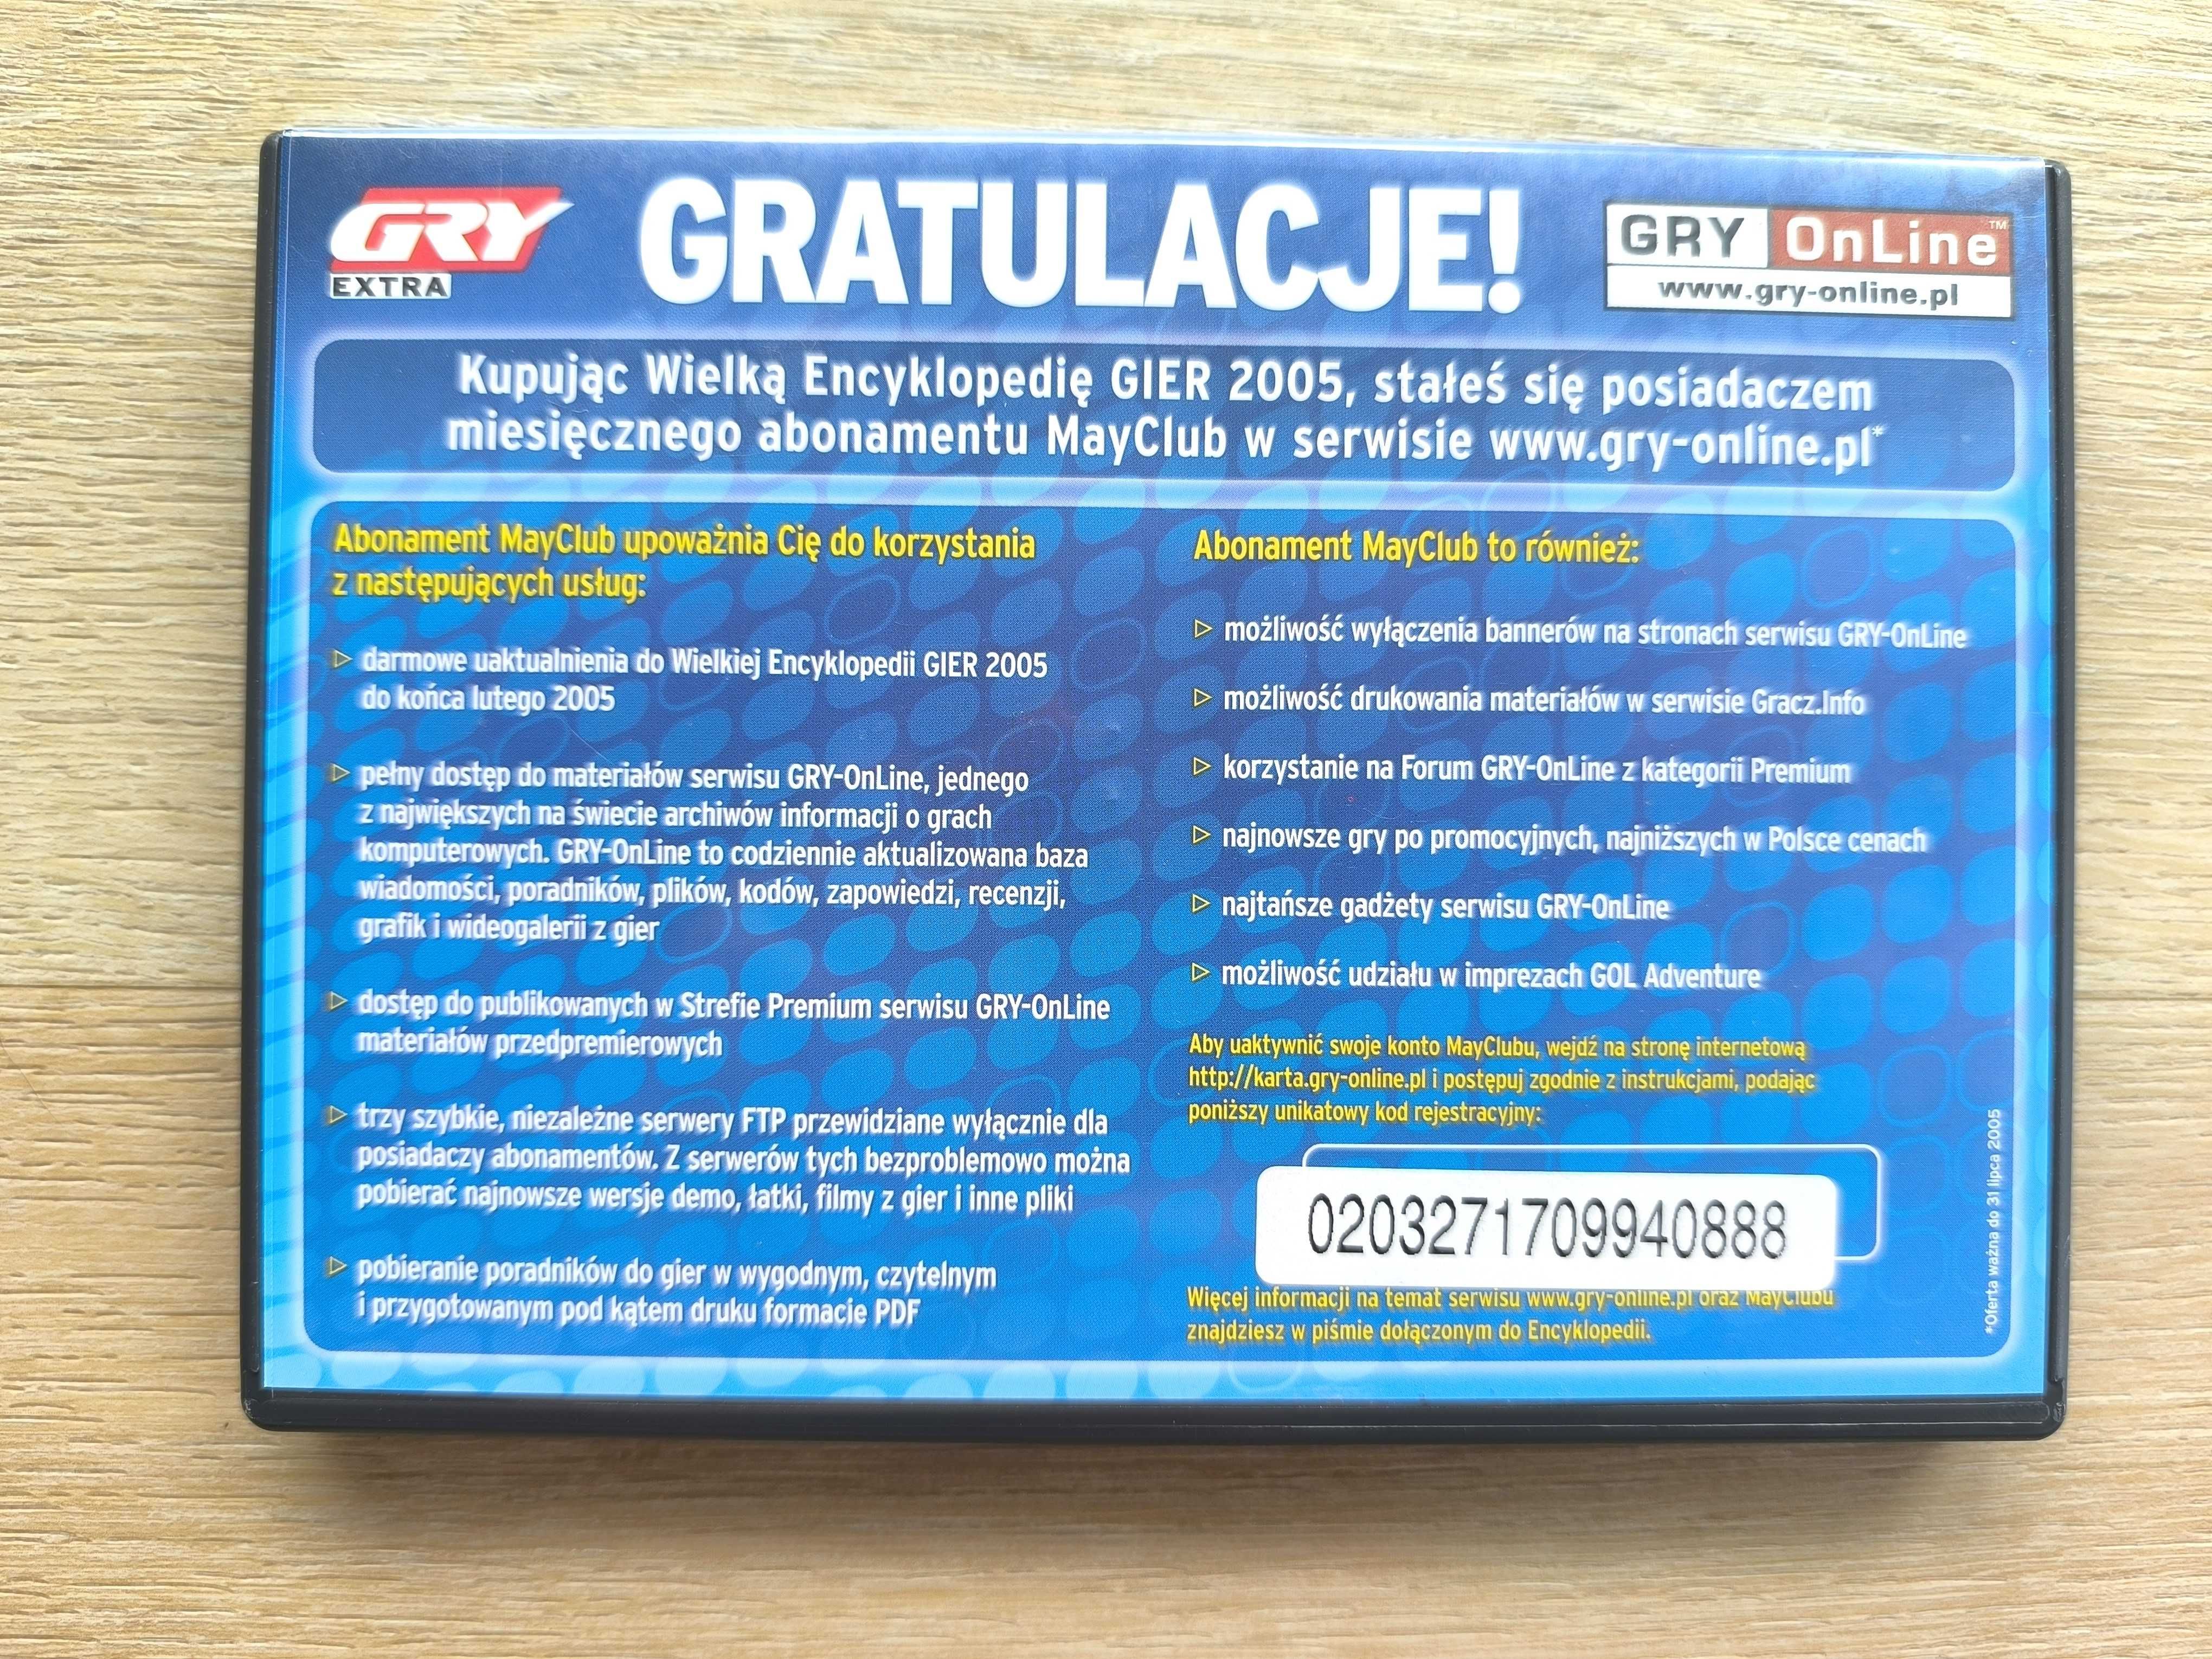 GRY
EXTRA
GRATULACJE!
GRY OnLine™
www.gry-online.pl
Kupując Wielką Encyklopedię GIER 2005, stałeś się posiadaczem
miesięcznego abonamentu MayClub w serwisie www.gry-online.pl*
Abonament MayClub upoważnia Cię do korzystania
z następujących usług:
▷ darmowe uaktualnienia do Wielkiej Encyklopedii GIER 2005
do końca lutego 2005
▷ pełny dostęp do materiałów serwisu GRY-OnLine, jednego
z największych na świecie archiwów informacji o grach
komputerowych. GRY-OnLine to codziennie aktualizowana baza
wiadomości, poradników, plików, kodów, zapowiedzi, recenzji,
grafik i wideogalerii z gier
▷ dostęp do publikowanych w Strefie Premium serwisu GRY-OnLine
materiałów przedpremierowych
▷ trzy szybkie, niezależne serwery FTP przewidziane wyłącznie dla
posiadaczy abonamentów. Z serwerów tych bezproblemowo można
pobierać najnowsze wersje demo, łatki, filmy z gier i inne pliki
▷ pobieranie poradników do gier w wygodnym, czytelnym
i przygotowanym pod kątem druku formacie PDF
Abonament MayClub to również:
▷ możliwość wyłączenia bannerów na stronach serwisu GRY-OnLine
▷ możliwość drukowania materiałów w serwisie Gracz.Info
▷ korzystanie na Forum GRY-OnLine z kategorii Premium
▷ najnowsze gry po promocyjnych, najniższych w Polsce cenach
▷ najtańsze gadżety serwisu GRY-OnLine
▷ możliwość udziału w imprezach GOL Adventure
Aby uaktywnić swoje konto MayClubu, wejdź na stronę internetową
http://karta.gry-online.pl i postępuj zgodnie z instrukcjami, podając
poniższy unikatowy kod rejestracyjny:
0203271709940888
Więcej informacji na temat serwisu www.gry-online.pl oraz MayClubu
znajdziesz w piśmie dołączonym do Encyklopedii.
*Oferta ważna do 31 lipca 2005